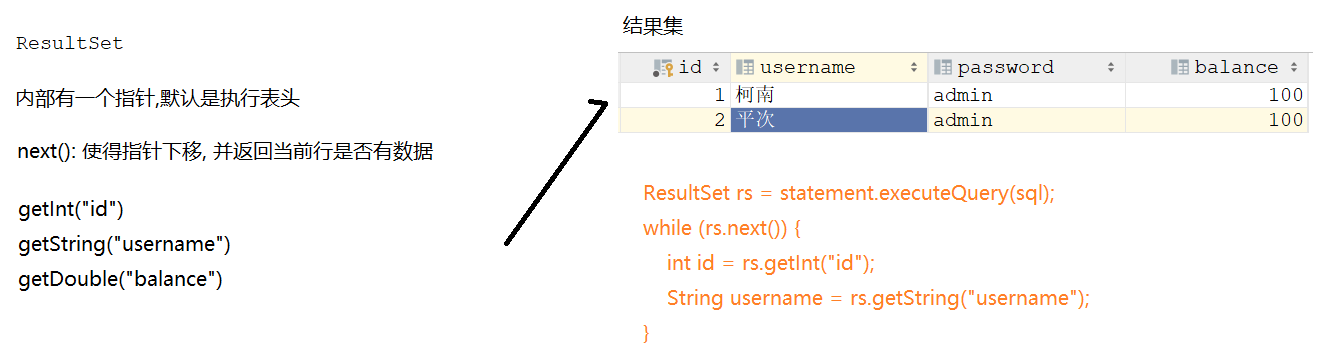 ResultSet
内部有一个指针,默认是执行表头
next(): 使得指针下移, 并返回当前行是否有数据
getInt("id")
getString("username")
getDouble("balance")
结果集
id username password balance
1 柯南 admin 100
2 平次 admin 100
ResultSet rs = statement.executeQuery(sql);
while (rs.next()) {
int id = rs.getInt("id");
String username = rs.getString("username");
}